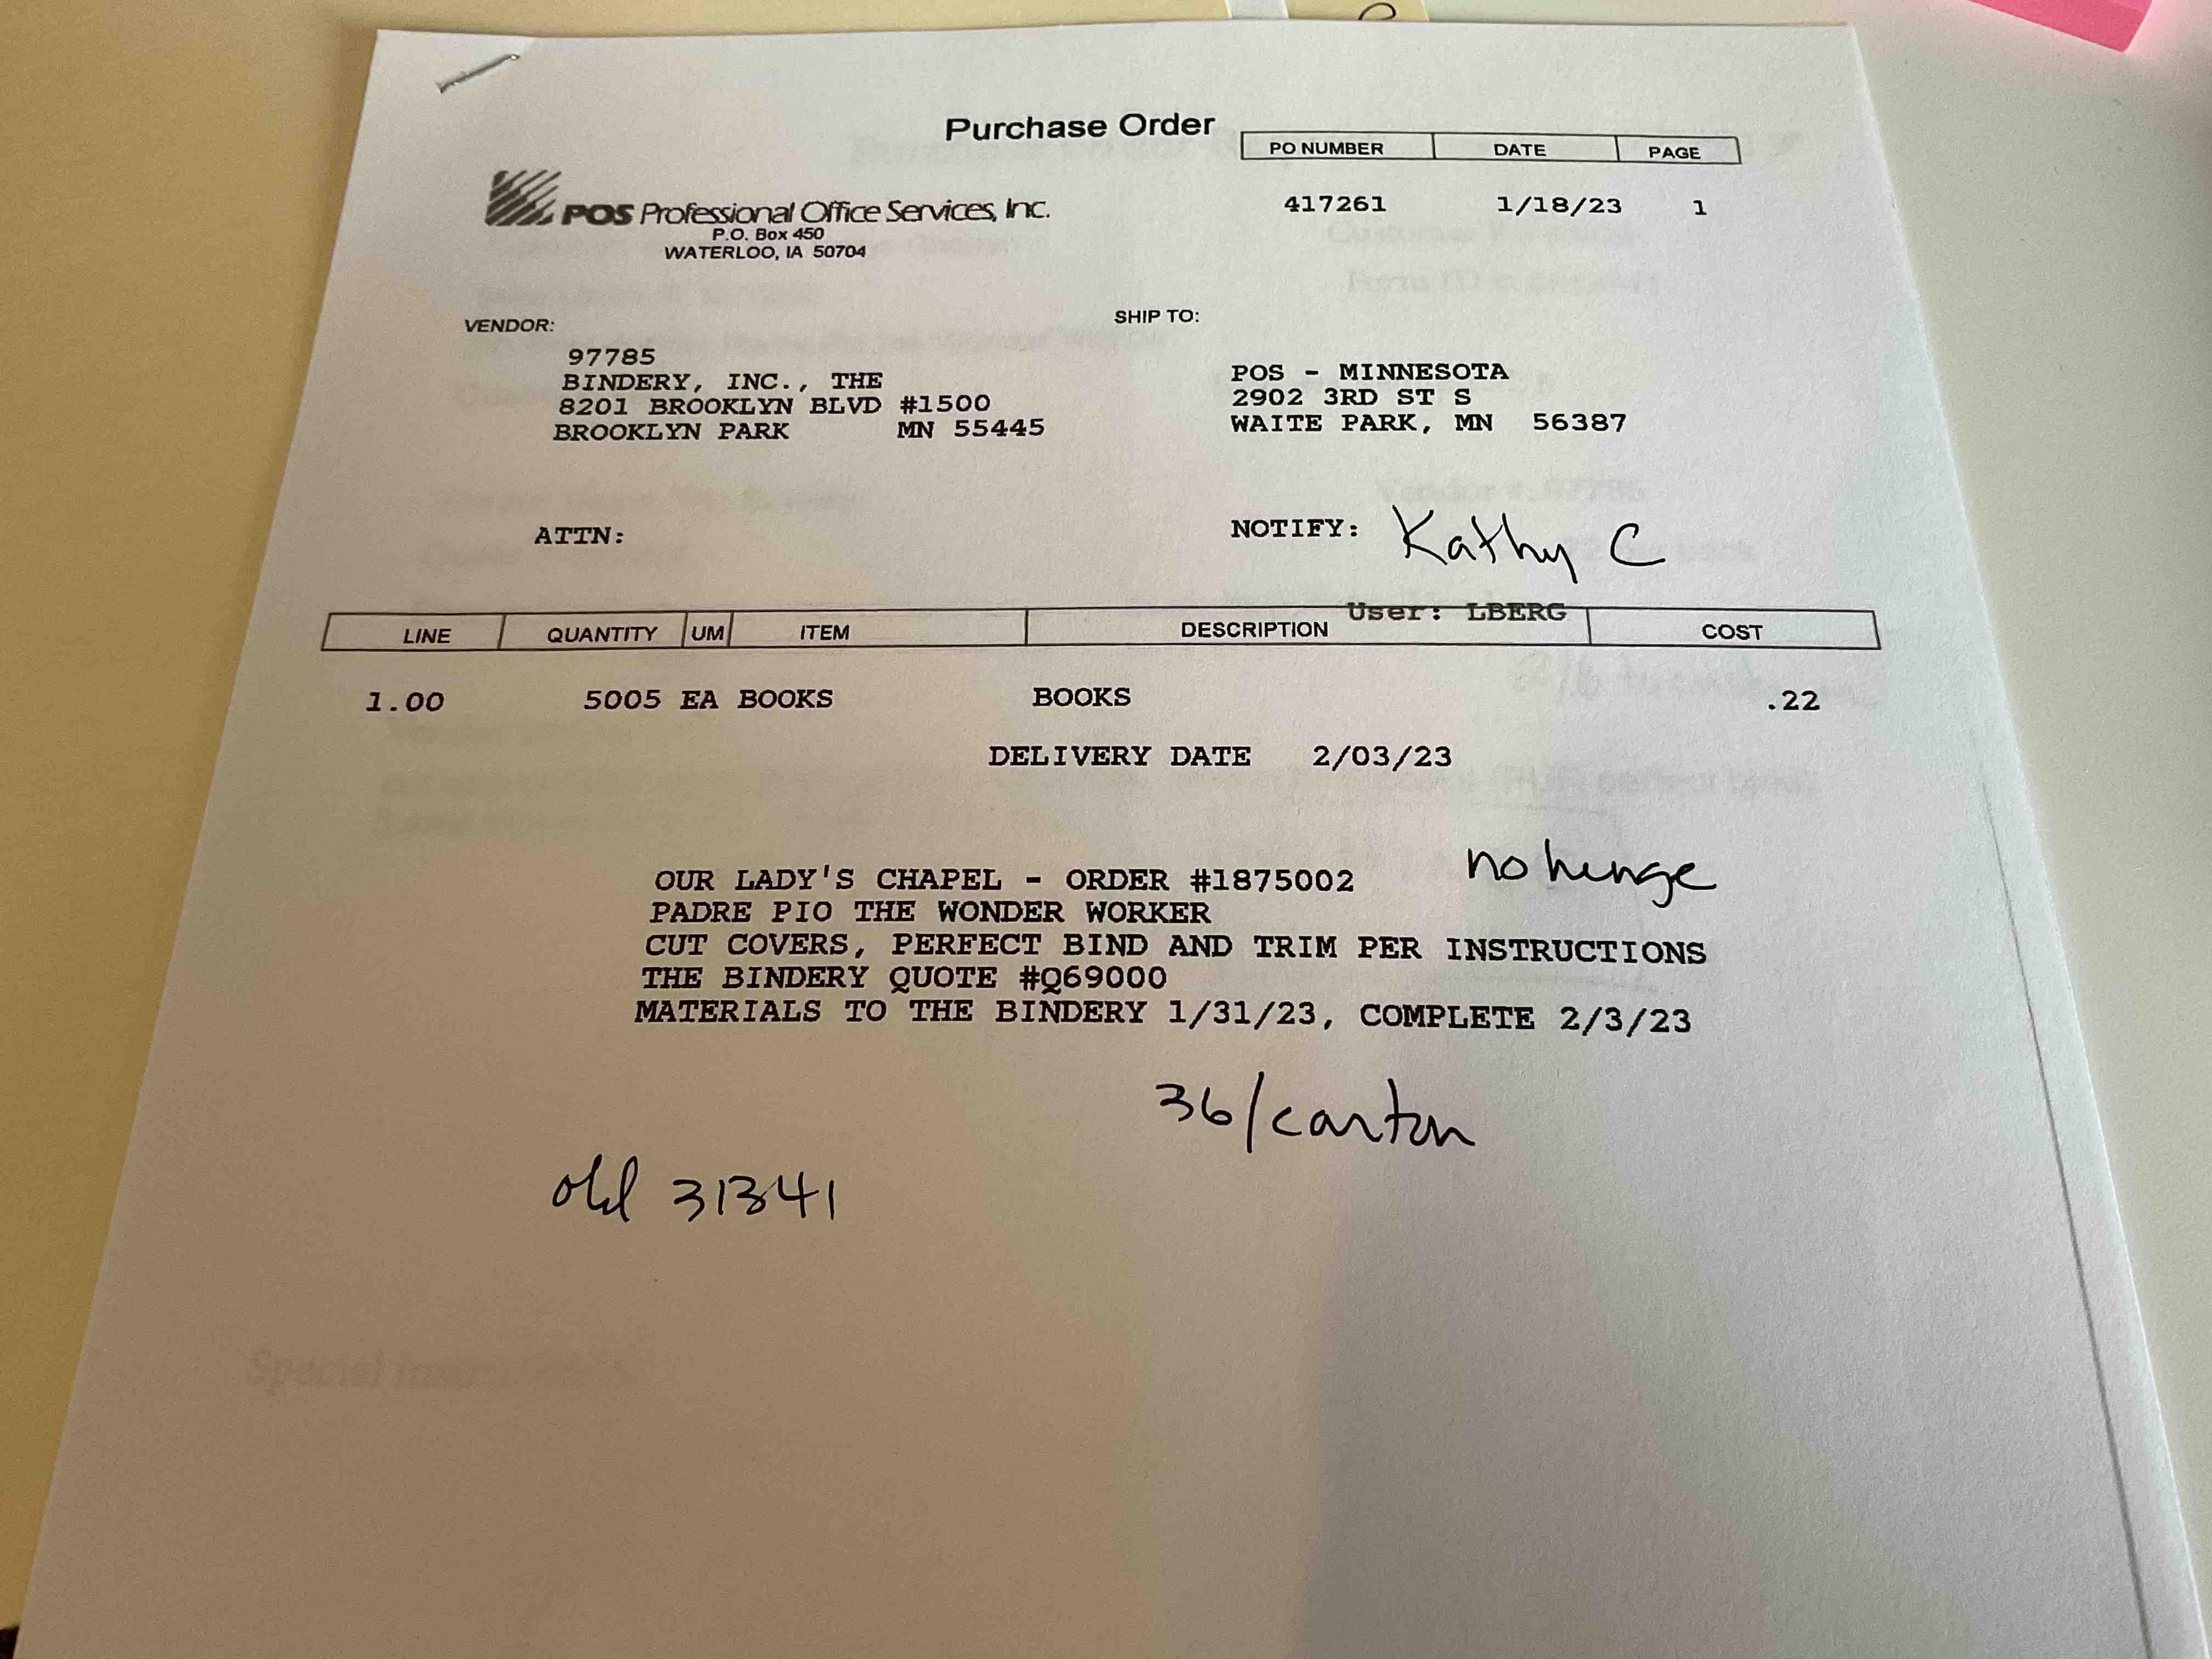 Purchase Order
PO NUMBER DATE PAGE
417261 1/18/23 1
POS Professional Office Services, Inc.
P.O. Box 450
WATERLOO, IA 50704
VENDOR:
97785
BINDERY, INC., THE
8201 BROOKLYN BLVD #1500
BROOKLYN PARK MN 55445
SHIP TO:
POS - MINNESOTA
2902 3RD ST S
WAITE PARK, MN 56387
ATTN:
NOTIFY: Kathy C
User: LBERG
LINE QUANTITY UM ITEM DESCRIPTION COST
1.00 5005 EA BOOKS BOOKS .22
DELIVERY DATE 2/03/23
no hinge
OUR LADY'S CHAPEL - ORDER #1875002
PADRE PIO THE WONDER WORKER
CUT COVERS, PERFECT BIND AND TRIM PER INSTRUCTIONS
THE BINDERY QUOTE #Q69000
MATERIALS TO THE BINDERY 1/31/23, COMPLETE 2/3/23
36/carton
old 31341
Special